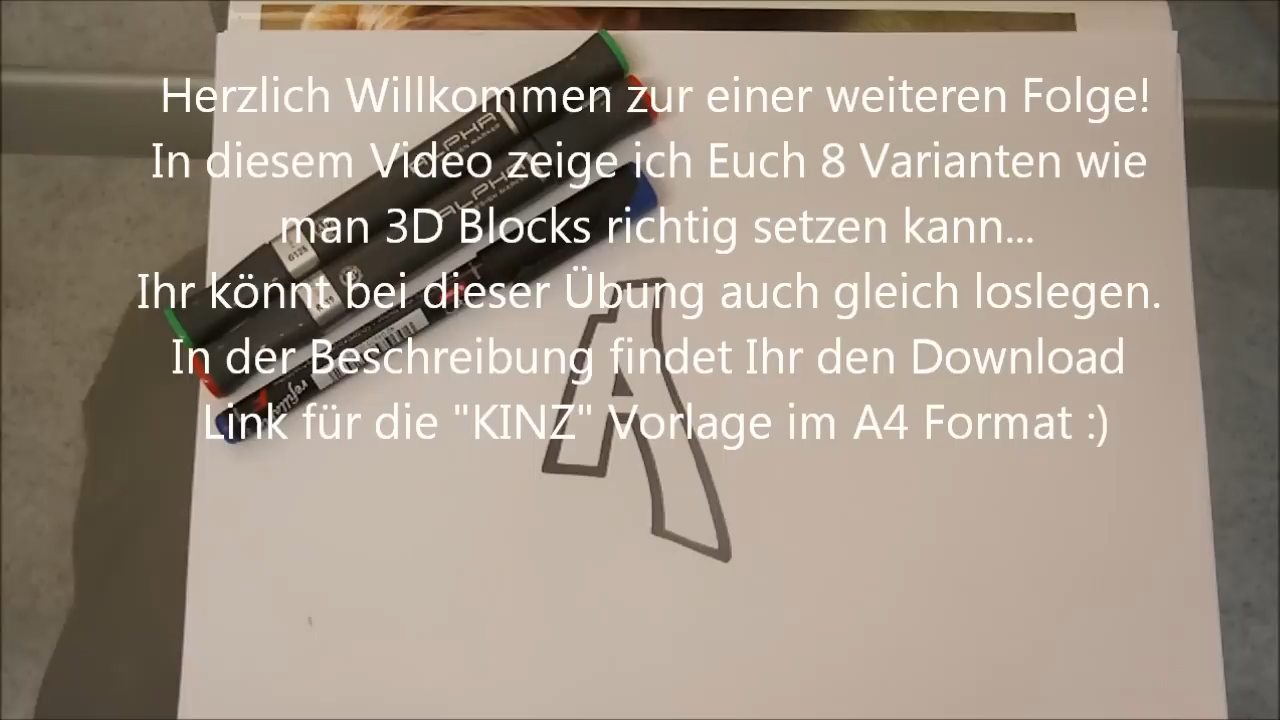 Herzlich Willkommen zur einer weiteren Folge!
In diesem Video zeige ich Euch 8 Varianten wie
man 3D Blocks richtig setzen kann...
Ihr könnt bei dieser Übung auch gleich loslegen.
In der Beschreibung findet Ihr den Download
Link für die "KINZ" Vorlage im A4 Format :)
ALPHA
ALPHA
A